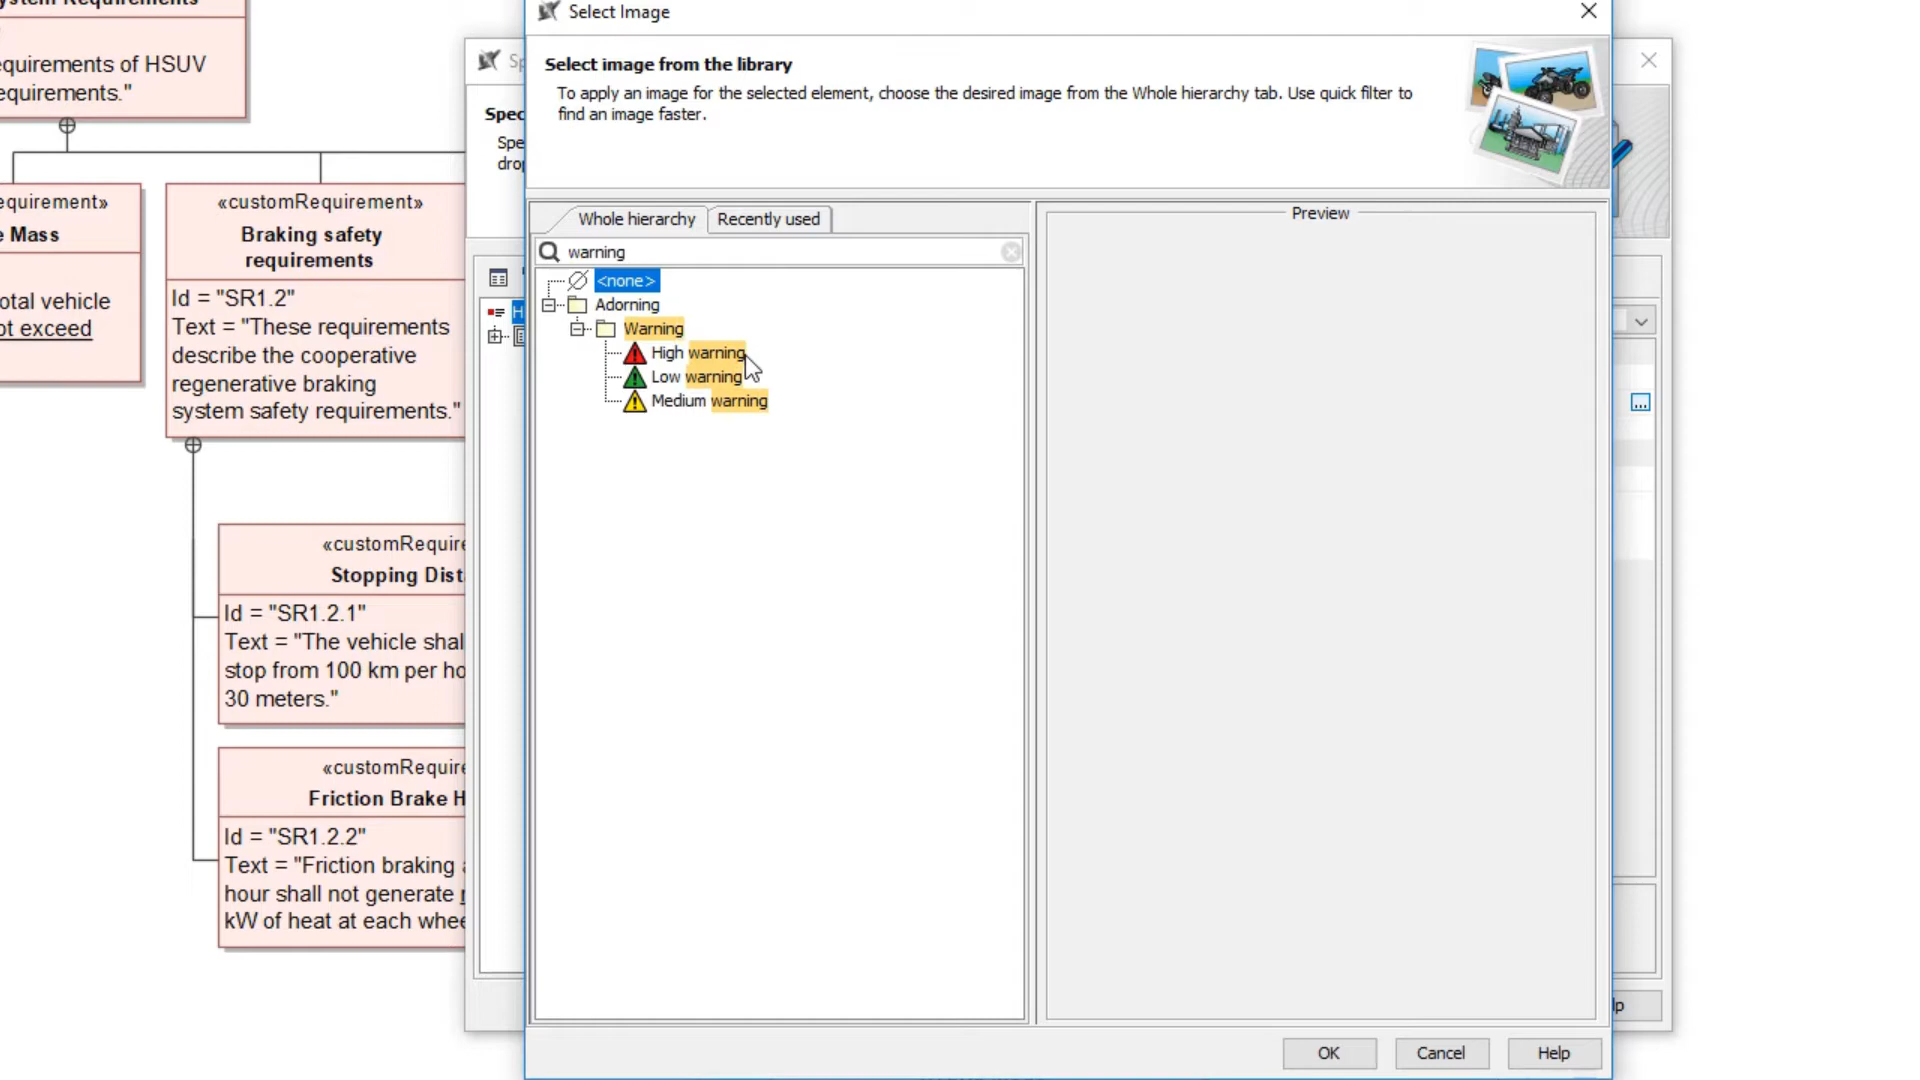 System Requirements
equirements of HSUV
equirements."
equirement»
e Mass
otal vehicle
ot exceed
«customRequirement»
Braking safety
requirements
Id = "SR1.2"
Text = "These requirements
describe the cooperative
regenerative braking
system safety requirements."
«customRequire
Stopping Dist
Id = "SR1.2.1"
Text = "The vehicle shal
stop from 100 km per ho
30 meters."
«customRequire
Friction Brake H
Id = "SR1.2.2"
Text = "Friction braking
hour shall not generate
kW of heat at each whee
Sp
Spec
Spe
drop
H
Select Image
Select image from the library
To apply an image for the selected element, choose the desired image from the Whole hierarchy tab. Use quick filter to
find an image faster.
Whole hierarchy
Recently used
warning
<none>
Adorning
Warning
High warning
Low warning
Medium warning
Preview
OK
Cancel
Help
lp
...